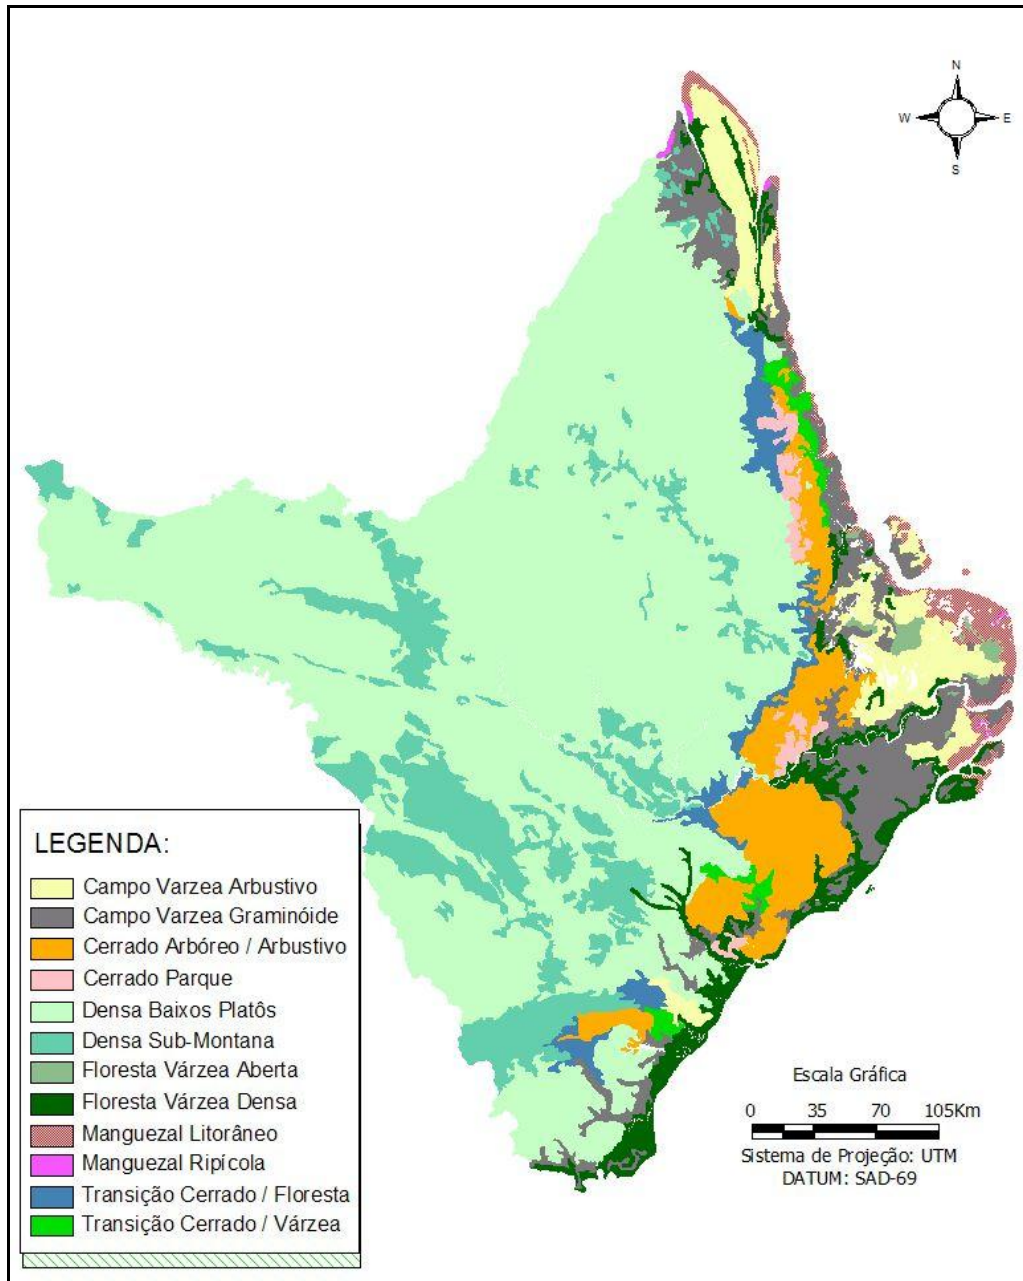 N
W E
S
LEGENDA:
Campo Varzea Arbustivo
Campo Varzea Graminóide
Cerrado Arbóreo / Arbustivo
Cerrado Parque
Densa Baixos Platôs
Densa Sub-Montana
Floresta Várzea Aberta
Floresta Várzea Densa
Manguezal Litorâneo
Manguezal Ripícola
Transição Cerrado / Floresta
Transição Cerrado / Várzea
Escala Gráfica
0 35 70 105Km
Sistema de Projeção: UTM
DATUM: SAD-69